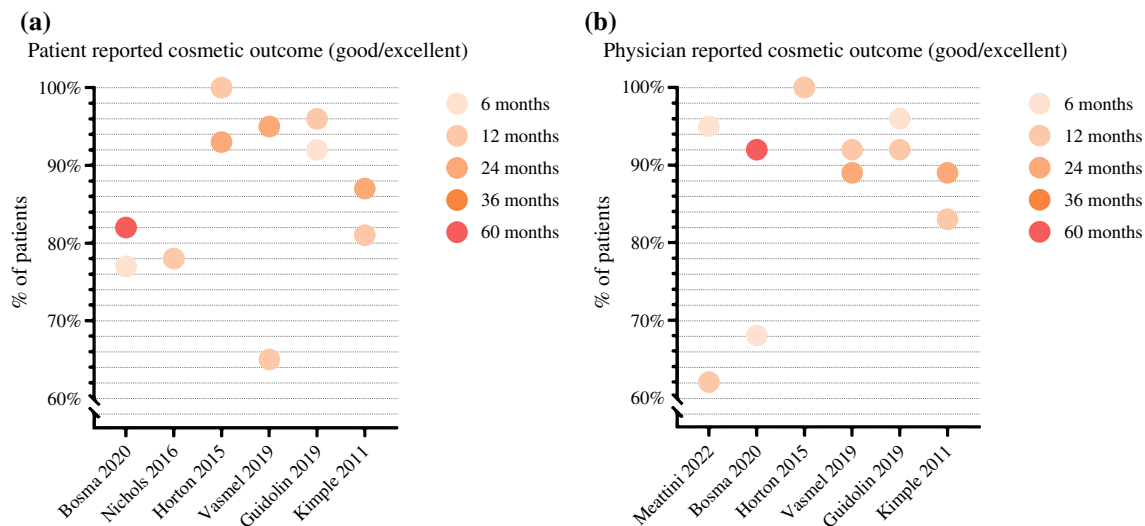 (a)
Patient reported cosmetic outcome (good/excellent)
% of patients
100%
90%
80%
70%
60%
Bosma 2020
Nichols 2016
Horton 2015
Vasmel 2019
Guidolin 2019
Kimple 2011
6 months
12 months
24 months
36 months
60 months
(b)
Physician reported cosmetic outcome (good/excellent)
% of patients
100%
90%
80%
70%
60%
Meattini 2022
Bosma 2020
Horton 2015
Vasmel 2019
Guidolin 2019
Kimple 2011
6 months
12 months
24 months
36 months
60 months